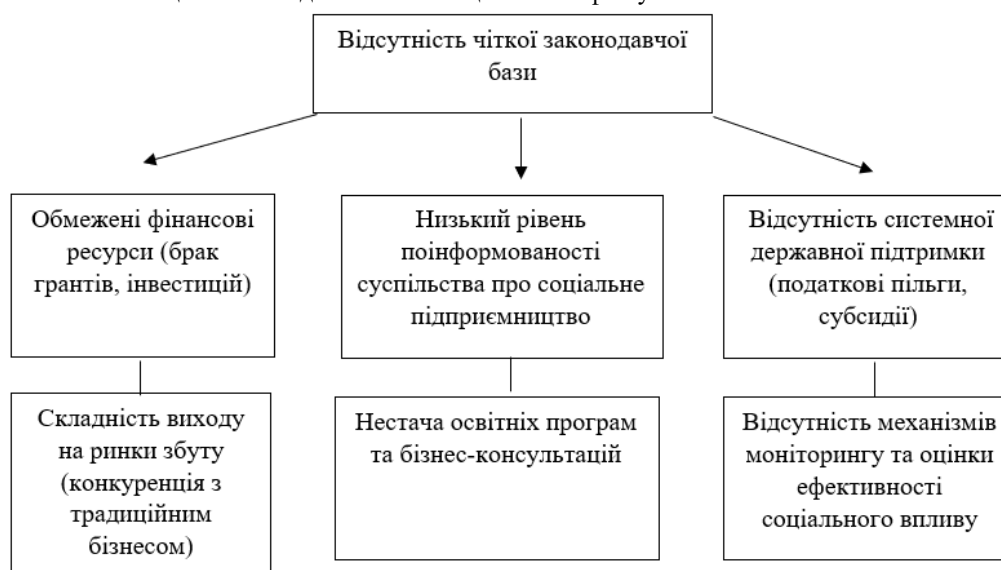 Відсутність чіткої законодавчої
бази
Обмежені фінансові
ресурси (брак
грантів, інвестицій)
Низький рівень
поінформованості
суспільства про соціальне
підприємництво
Відсутність системної
державної підтримки
(податкові пільги,
субсидії)
Складність виходу
на ринки збуту
(конкуренція з
традиційним
бізнесом)
Нестача освітніх програм
та бізнес-консультацій
Відсутність механізмів
моніторингу та оцінки
ефективності
соціального впливу